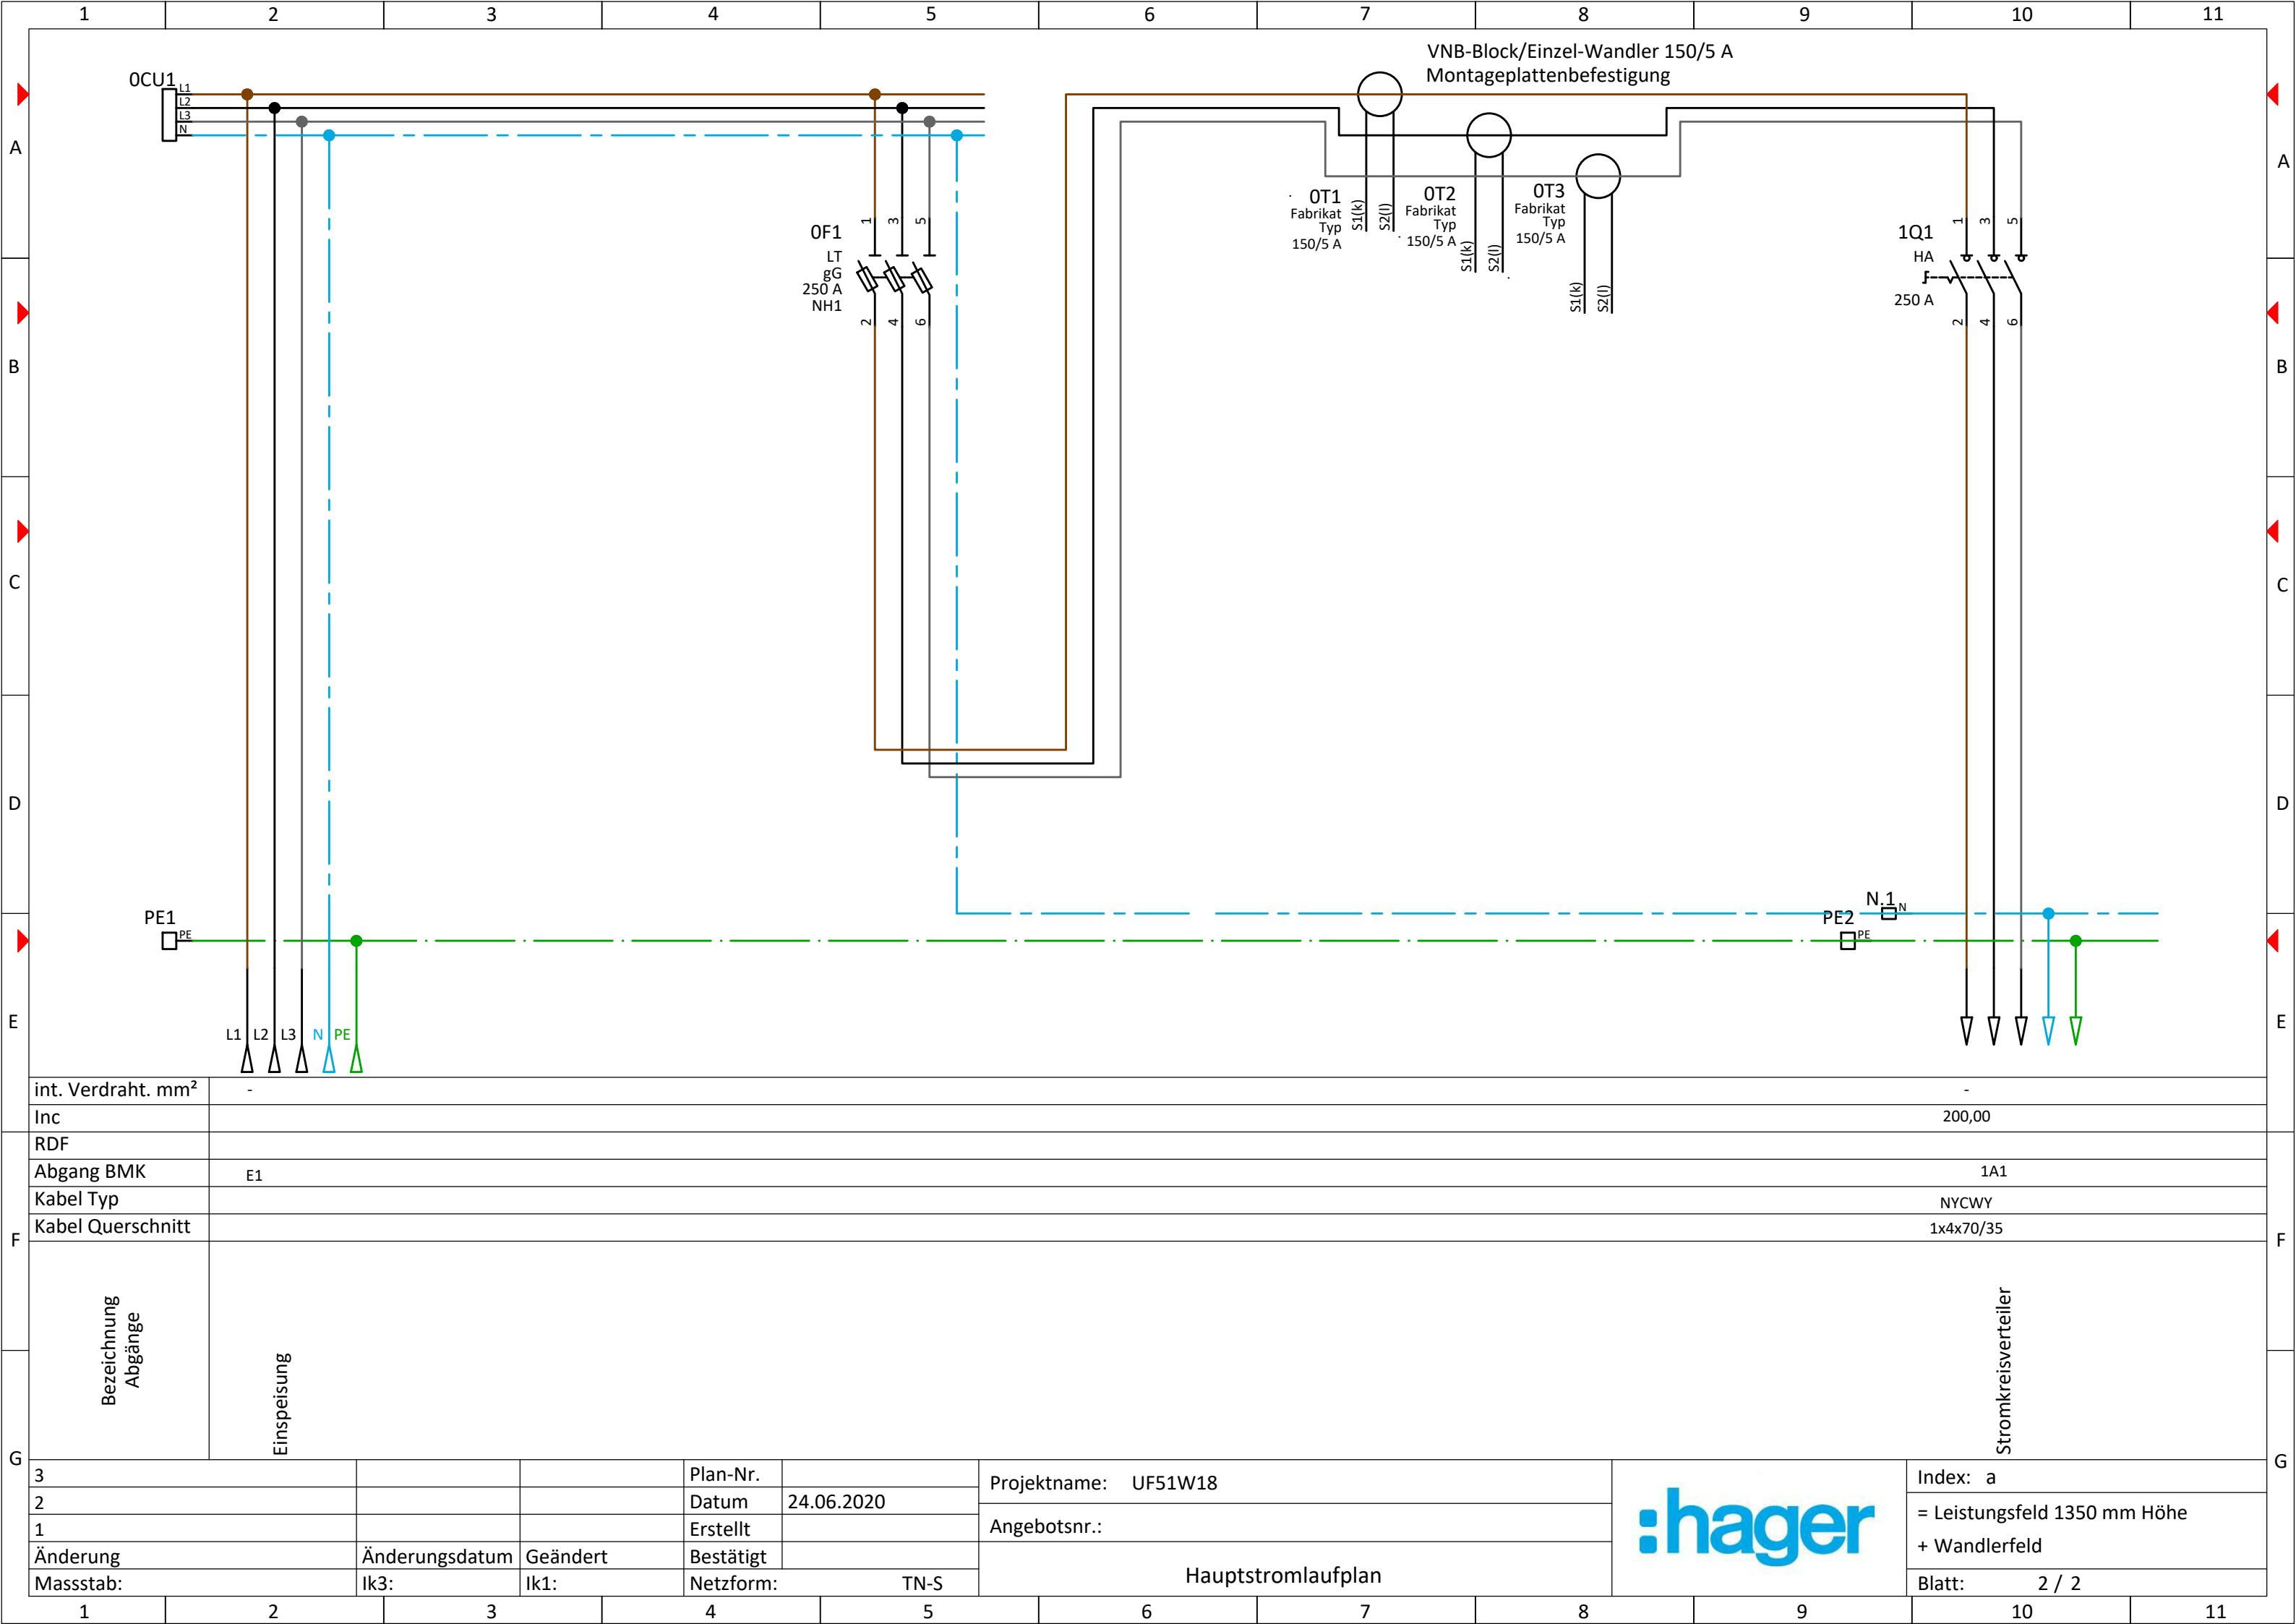 1 2 3 4 5 6 7 8 9 10 11
VNB-Block/Einzel-Wandler 150/5 A
Montageplattenbefestigung
0CU1
L1
L2
L3
N
A
A
0T1
Fabrikat
Typ
150/5 A
S1(k)
S2(l)
0T2
Fabrikat
Typ
150/5 A
S1(k)
S2(l)
0T3
Fabrikat
Typ
150/5 A
S1(k)
S2(l)
0F1
LT
gG
250 A
NH1
1 3 5
2 4 6
1Q1
HA
250 A
1 3 5
2 4 6
B
B
C
C
D
D
PE1
PE
N.1
N
PE2
PE
E
E
L1 L2 L3 N PE
int. Verdraht. mm² - -
Inc 200,00
RDF
Abgang BMK E1 1A1
Kabel Typ NYCWY
Kabel Querschnitt 1x4x70/35
F
F
Bezeichnung
Abgänge
Einspeisung
Stromkreisverteiler
G
G
3
2
1
Änderung Änderungsdatum Geändert
Massstab: Ik3: Ik1:
Plan-Nr.
Datum 24.06.2020
Erstellt
Bestätigt
Netzform: TN-S
Projektname: UF51W18
Angebotsnr.:
Hauptstromlaufplan
:hager
Index: a
= Leistungsfeld 1350 mm Höhe
+ Wandlerfeld
Blatt: 2 / 2
1 2 3 4 5 6 7 8 9 10 11